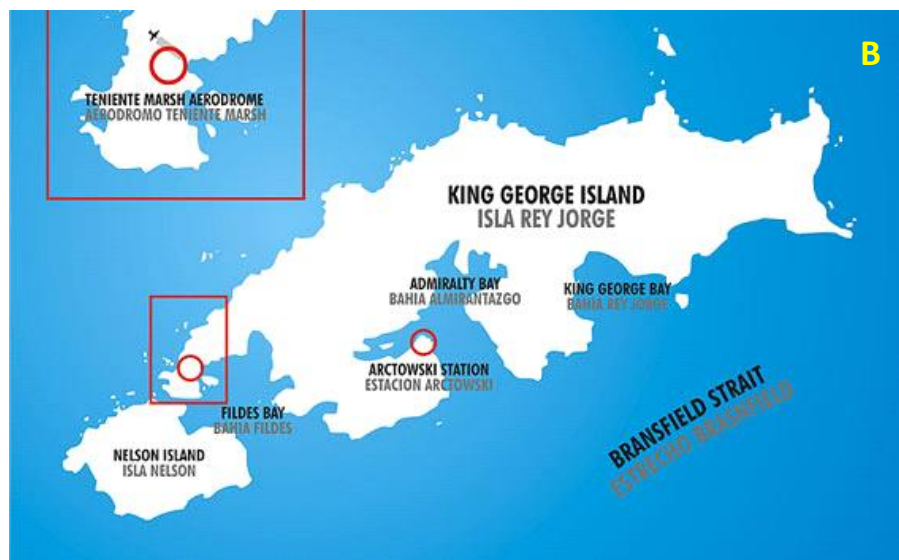 B
TENIENTE MARSH AERODROME
AERODROMO TENIENTE MARSH
KING GEORGE ISLAND
ISLA REY JORGE
ADMIRALTY BAY
BAHIA ALMIRANTAZGO
KING GEORGE BAY
BAHIA REY JORGE
ARCTOWSKI STATION
ESTACION ARCTOWSKI
FILDES BAY
BAHIA FILDES
BRANSFIELD STRAIT
ESTRECHO BRASNFIELD
NELSON ISLAND
ISLA NELSON